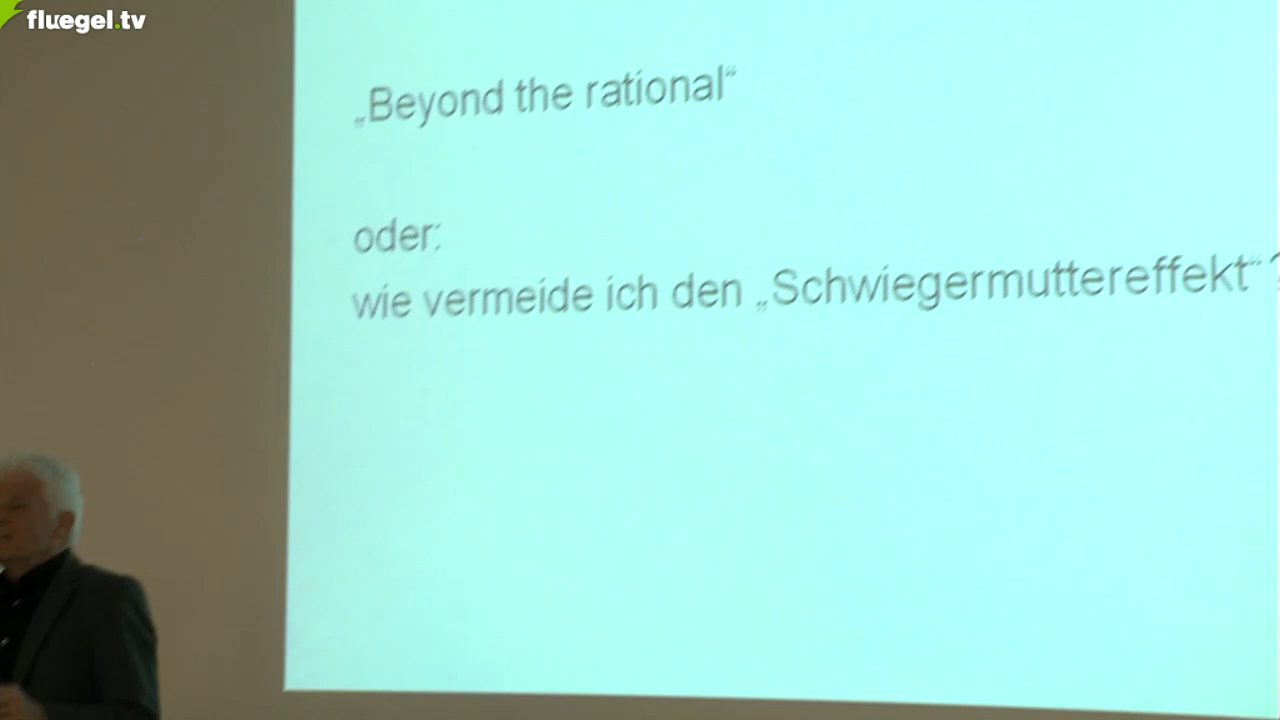 fluegel.tv
„Beyond the rational“
oder:
wie vermeide ich den „Schwiegermuttereffekt“?